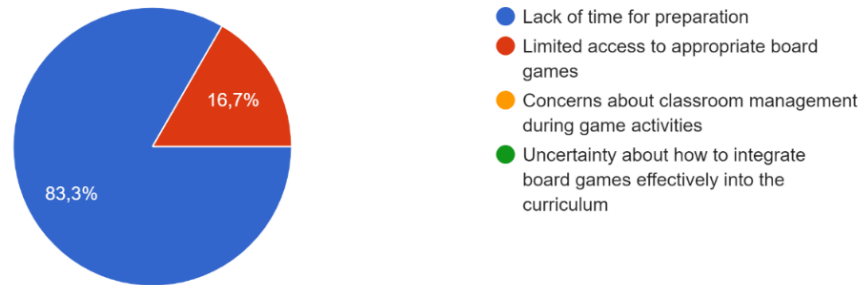 Lack of time for preparation
Limited access to appropriate board
games
Concerns about classroom management
during game activities
Uncertainty about how to integrate
board games effectively into the
curriculum
16,7%
83,3%